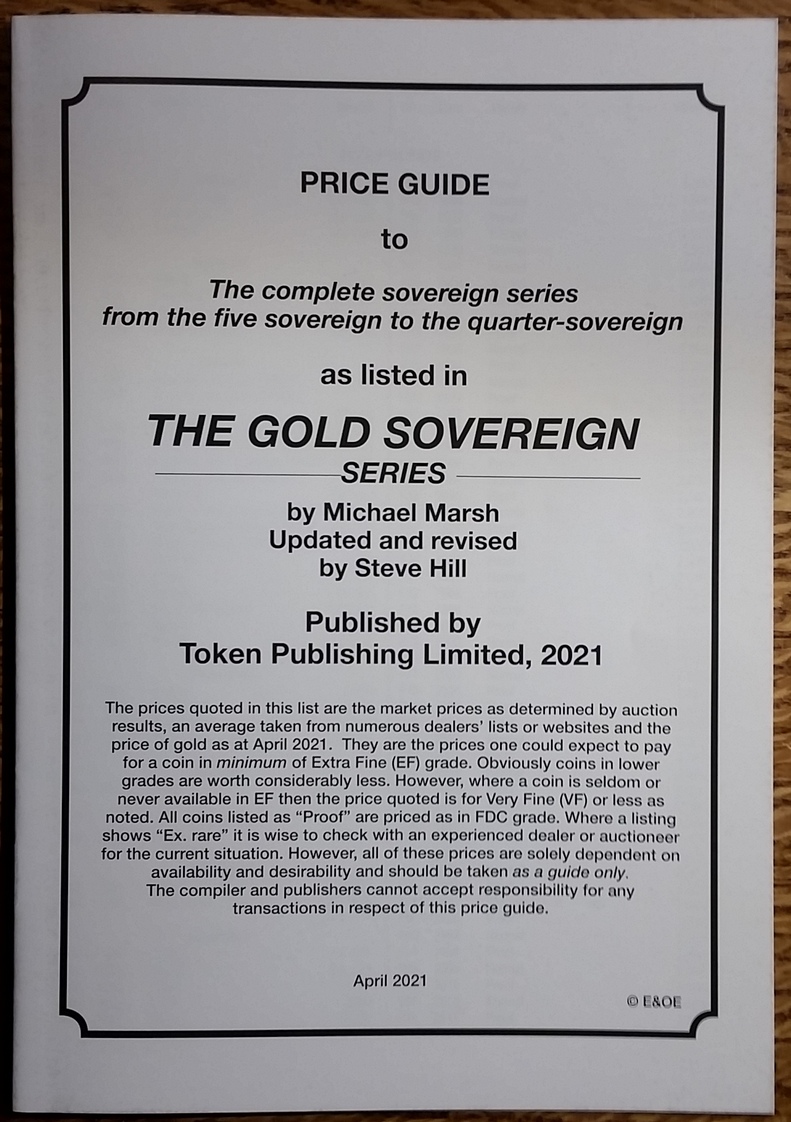 PRICE GUIDE
to
The complete sovereign series
from the five sovereign to the quarter-sovereign
as listed in
THE GOLD SOVEREIGN
SERIES
by Michael Marsh
Updated and revised
by Steve Hill
Published by
Token Publishing Limited, 2021
The prices quoted in this list are the market prices as determined by auction
results, an average taken from numerous dealers' lists or websites and the
price of gold as at April 2021. They are the prices one could expect to pay
for a coin in minimum of Extra Fine (EF) grade. Obviously coins in lower
grades are worth considerably less. However, where a coin is seldom or
never available in EF then the price quoted is for Very Fine (VF) or less as
noted. All coins listed as “Proof” are priced as in FDC grade. Where a listing
shows “Ex. rare” it is wise to check with an experienced dealer or auctioneer
for the current situation. However, all of these prices are solely dependent on
availability and desirability and should be taken as a guide only.
The compiler and publishers cannot accept responsibility for any
transactions in respect of this price guide.
April 2021
© E&OE